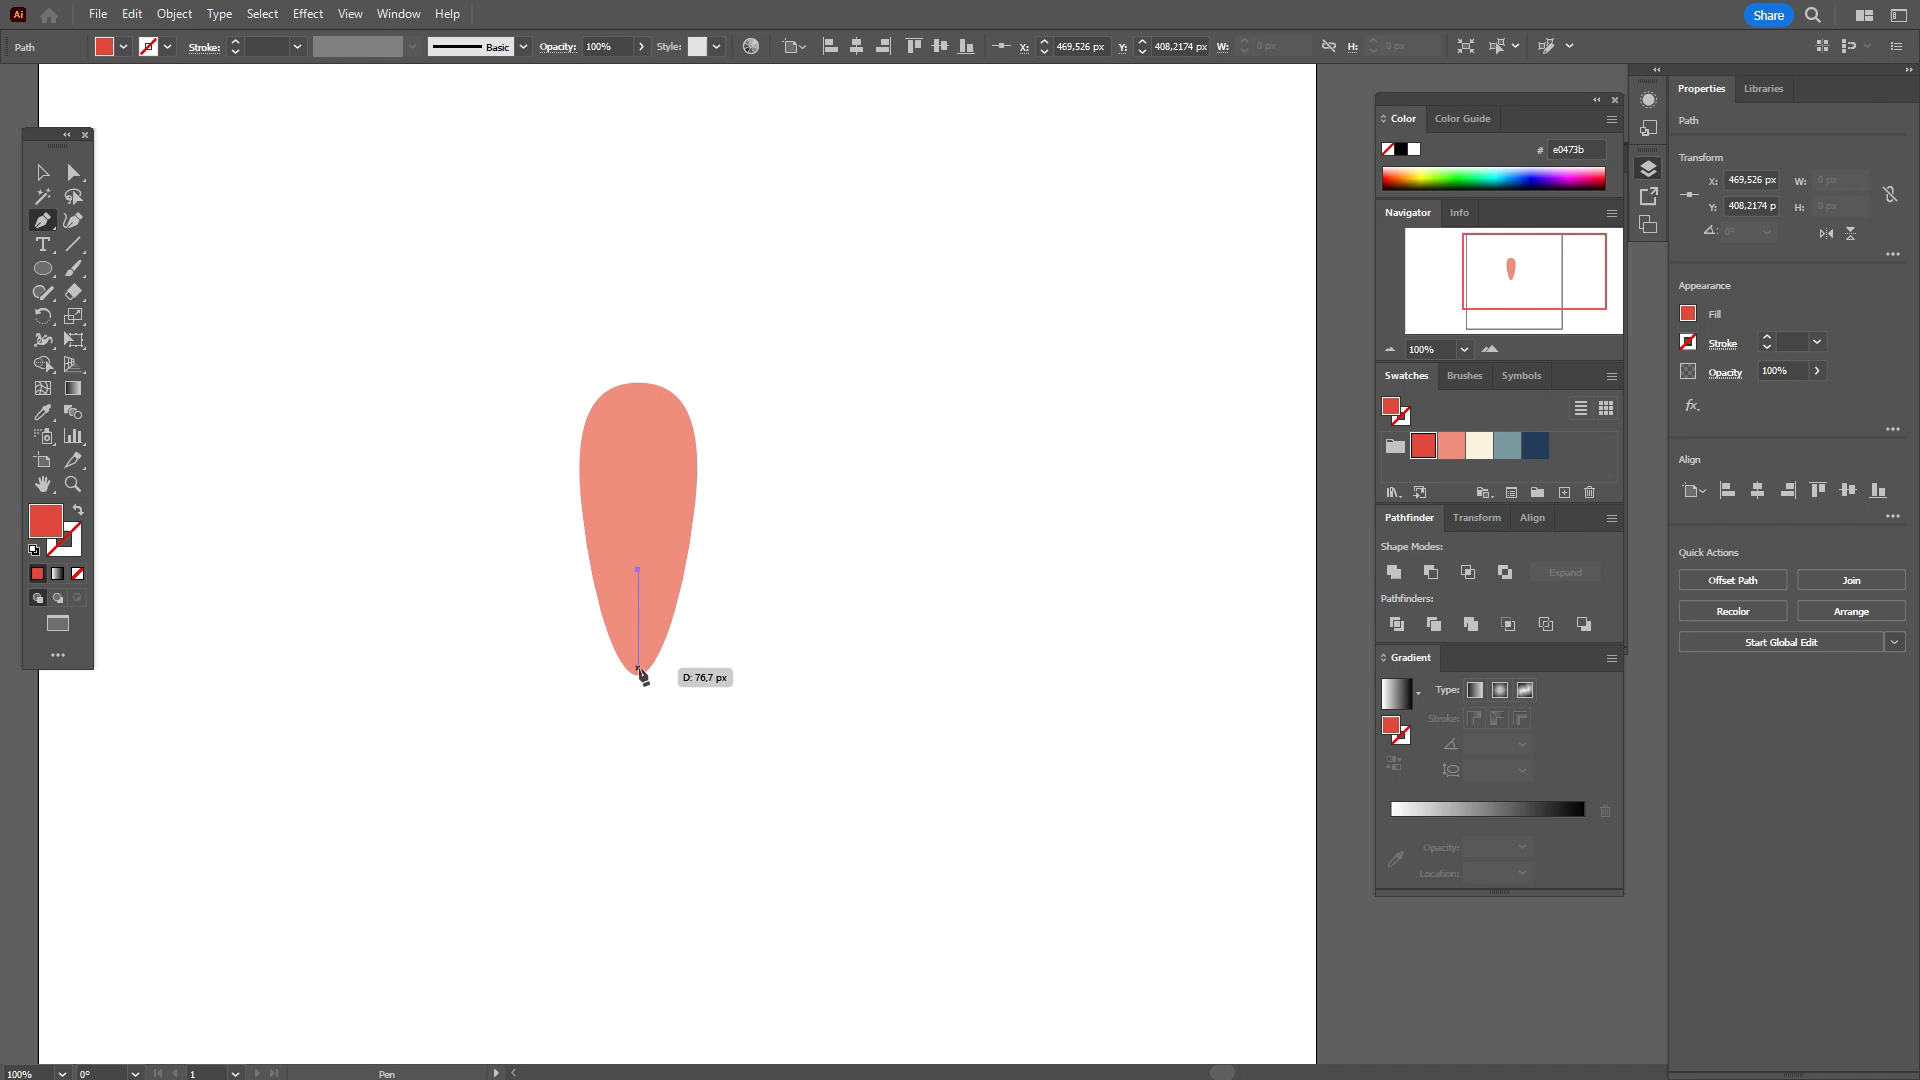 Ai File Edit Object Type Select Effect View Window Help Share
Path Stroke: Basic Opacity: 100% Style: X: 469,526 px Y: 408,2174 px W: 0 px H: 0 px
Properties Libraries
Path
Transform
X: 469,526 px W: 0 px
Y: 408,2174 p H: 0 px
0°
Appearance
Fill
Stroke
Opacity 100%
fx.
Align
Quick Actions
Offset Path Join
Recolor Arrange
Start Global Edit
Color Color Guide
# e0473b
Navigator Info
100%
Swatches Brushes Symbols
Pathfinder Transform Align
Shape Modes:
Expand
Pathfinders:
Gradient
Type:
Stroke:
Opacity:
Location:
T
D: 76,7 px
100% 0° 1 Pen